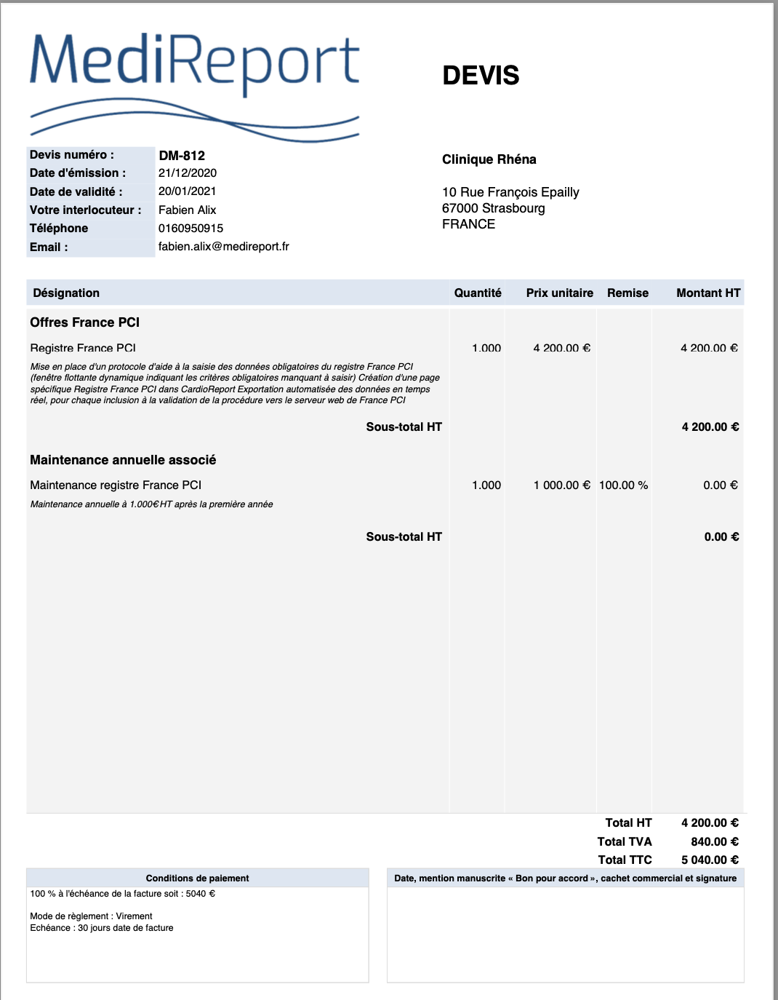 MediReport
DEVIS
Devis numéro : DM-812
Date d'émission : 21/12/2020
Date de validité : 20/01/2021
Votre interlocuteur : Fabien Alix
Téléphone 0160950915
Email : fabien.alix@medireport.fr
Clinique Rhéna
10 Rue François Epailly
67000 Strasbourg
FRANCE
Désignation Quantité Prix unitaire Remise Montant HT
Offres France PCI
Registre France PCI 1.000 4 200.00 € 4 200.00 €
Mise en place d'un protocole d'aide à la saisie des données obligatoires du registre France PCI
(fenêtre flottante dynamique indiquant les critères obligatoires manquant à saisir) Création d'une page
spécifique Registre France PCI dans CardioReport Exportation automatisée des données en temps
réel, pour chaque inclusion à la validation de la procédure vers le serveur web de France PCI
Sous-total HT 4 200.00 €
Maintenance annuelle associé
Maintenance registre France PCI 1.000 1 000.00 € 100.00 % 0.00 €
Maintenance annuelle à 1.000€ HT après la première année
Sous-total HT 0.00 €
Total HT 4 200.00 €
Total TVA 840.00 €
Total TTC 5 040.00 €
Conditions de paiement
100 % à l'échéance de la facture soit : 5040 €
Mode de règlement : Virement
Echéance : 30 jours date de facture
Date, mention manuscrite « Bon pour accord », cachet commercial et signature